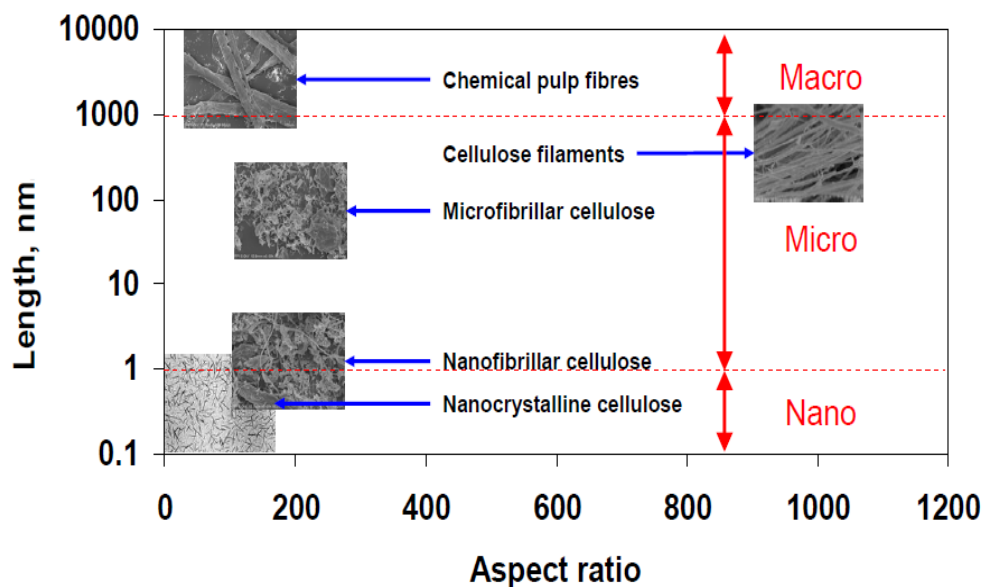 10000
1000
100
10
1
0.1
Length, nm
Chemical pulp fibres
Cellulose filaments
Microfibrillar cellulose
Nanofibrillar cellulose
Nanocrystalline cellulose
Macro
Micro
Nano
0 200 400 600 800 1000 1200
Aspect ratio